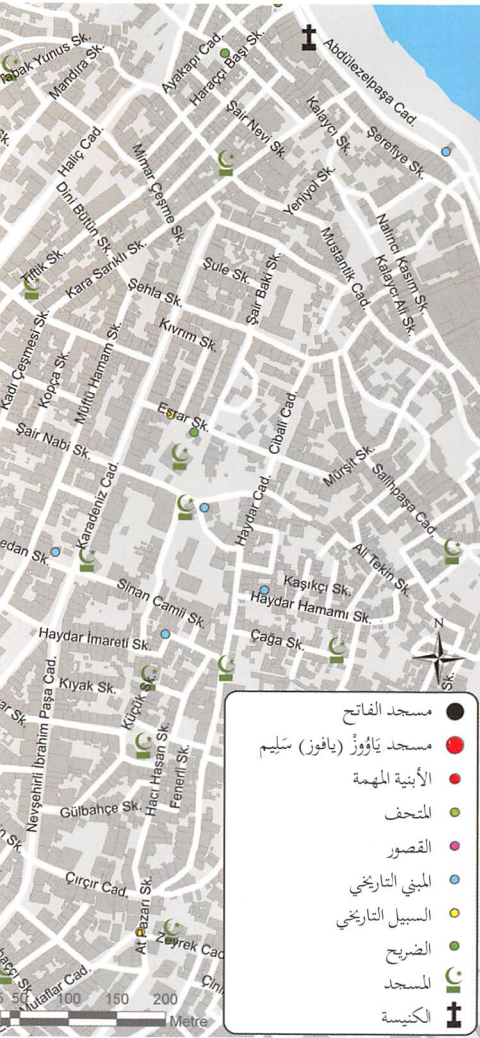 Abdülezelpaşa Cad.
Ayakapı Cad.
Haraççı Başı Sk.
Tabak Yunus Sk.
Mandıra Sk.
Kalaycı Sk.
Şair Nevi Sk.
Şerefiye Sk.
Haliç Cad.
Mimar Çeşme Sk.
Yeniyol Sk.
Dini Bütün Sk.
Nalıncı Kasım Sk.
Mustantik Cad.
Kalaycı Ali Sk.
Tiftik Sk.
Kara Sarıklı Sk.
Şule Sk.
Şair Baki Sk.
Şehla Sk.
Kıvrım Sk.
Kadı Çeşmesi Sk.
Kopça Sk.
Müftü Hamam Sk.
Esrar Sk.
Cibali Cad.
Şair Nabi Sk.
Mürşit Sk.
Salihpaşa Cad.
Karadeniz Cad.
Haydar Cad.
edan Sk.
Ali Tekin Sk.
Sinan Camii Sk.
Kaşıkçı Sk.
Haydar Hamamı Sk.
Haydar İmareti Sk.
Çağa Sk.
N
Kıyak Sk.
Küçük Sk.
Sk.
Nevşehirli İbrahim Paşa Cad.
Hacı Hasan Sk.
Fenerli Sk.
Gülbahçe Sk.
Çırçır Cad.
At Pazarı Sk.
Zeyrek Cad.
Mutaflar Cad.
50 100 150 200
Metre
مسجد الفاتح
مسجد يَاوُوزْ (يافوز) سَلِيم
الأبنية المهمة
المتحف
القصور
المبني التاريخي
السبيل التاريخي
الضريح
المسجد
الكنيسة